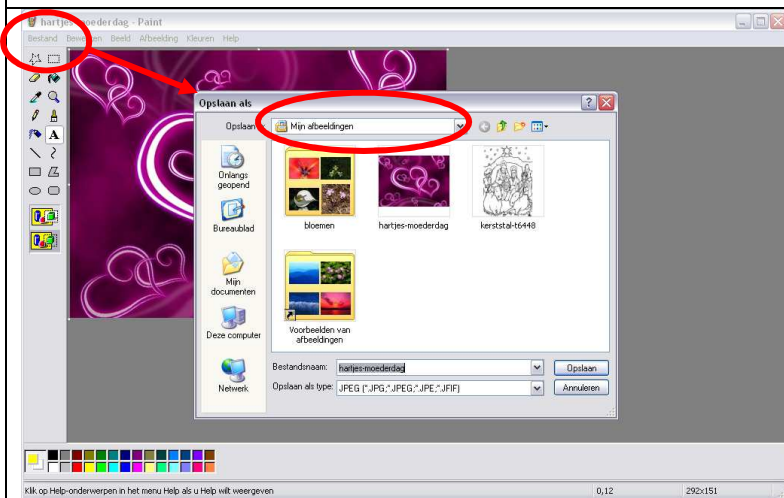 hartjes-moederdag - Paint
Bestand Bewerken Beeld Afbeelding Kleuren Help
Opslaan als
Opslaan
Mijn afbeeldingen
Onlangs
geopend
Bureaublad
Mijn
documenten
Deze computer
Netwerk
bloemen
hartjes-moederdag
kerststal-t6448
Voorbeelden van
afbeeldingen
Bestandsnaam: hartjes-moederdag Opslaan
Opslaan als type: JPEG (*.JPG;*.JPEG;*.JPE;*.JFIF) Annuleren
A
Klik op Help-onderwerpen in het menu Help als u Help wilt weergeven
0,12
292x151